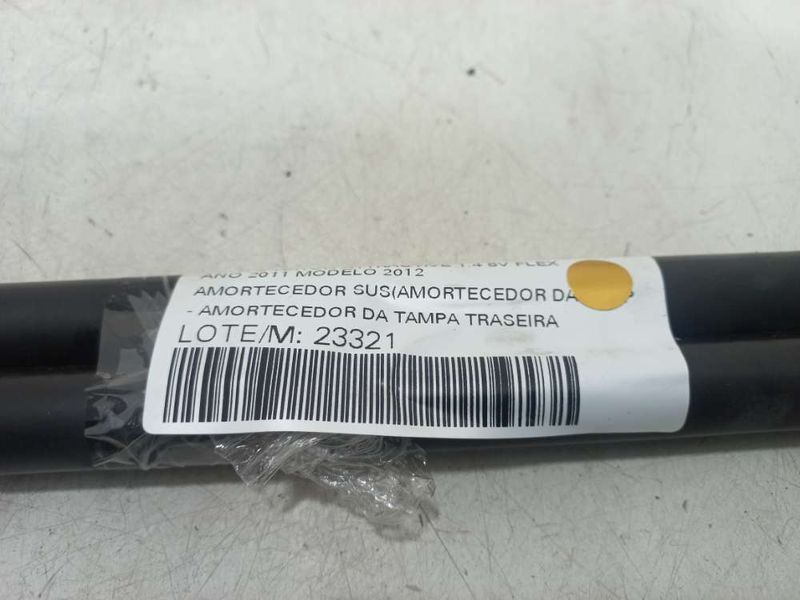 1.4 8V FLEX
ANO 2011 MODELO 2012
AMORTECEDOR SUS(AMORTECEDOR DA
- AMORTECEDOR DA TAMPA TRASEIRA
LOTE/M: 23321